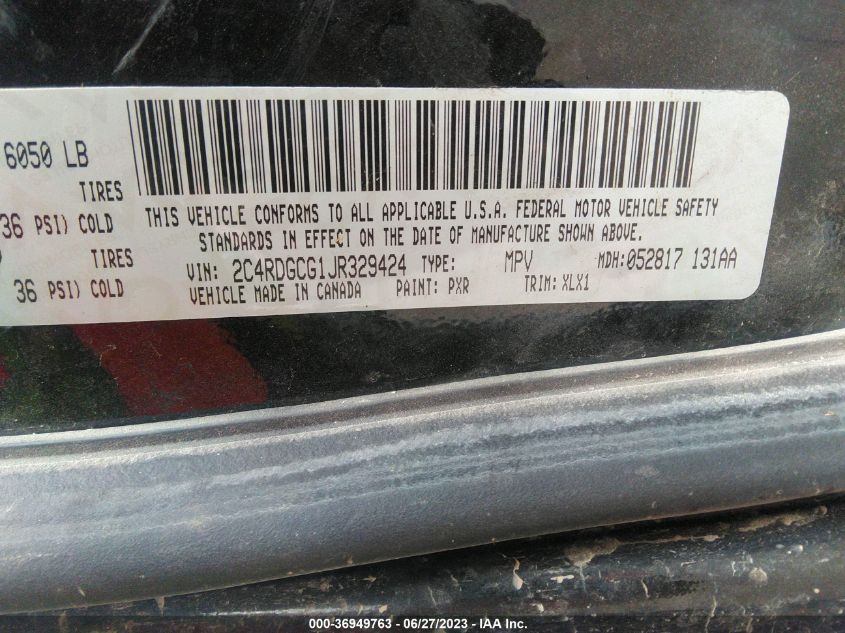 6050 LB
TIRES
36 PSI) COLD
TIRES
36 PSI) COLD
THIS VEHICLE CONFORMS TO ALL APPLICABLE U.S.A. FEDERAL MOTOR VEHICLE SAFETY
STANDARDS IN EFFECT ON THE DATE OF MANUFACTURE SHOWN ABOVE.
VIN: 2C4RDGCG1JR329424 TYPE: MPV MDH:052817 131AA
VEHICLE MADE IN CANADA PAINT: PXR TRIM: XLX1
000-36949763 - 06/27/2023 - IAA Inc.